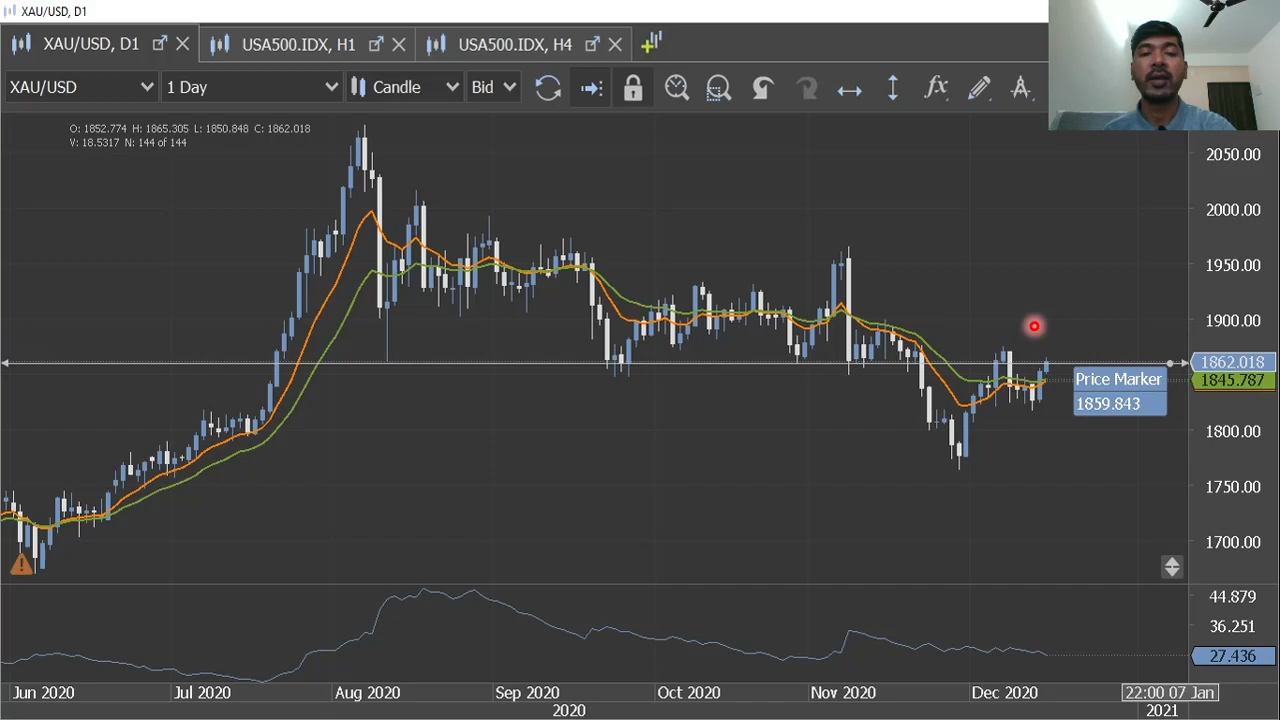 XAU/USD, D1
XAU/USD, D1
USA500.IDX, H1
USA500.IDX, H4
XAU/USD
1 Day
Candle
Bid
fx
O: 1852.774 H: 1865.305 L: 1850.848 C: 1862.018
V: 18.5317 N: 144 of 144
2050.00
2000.00
1950.00
1900.00
1862.018
1845.787
Price Marker
1859.843
1800.00
1750.00
1700.00
44.879
36.251
27.436
Jun 2020
Jul 2020
Aug 2020
Sep 2020
Oct 2020
Nov 2020
Dec 2020
22:00 07 Jan
2020
2021